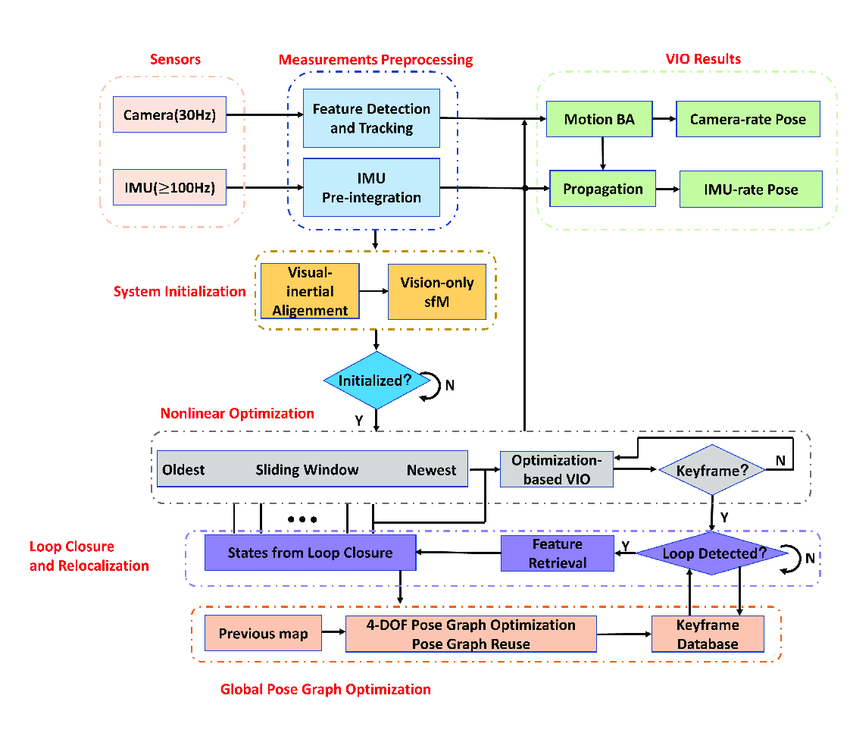 Sensors
Measurements Preprocessing
VIO Results
Camera(30Hz)
Feature Detection
and Tracking
Motion BA
Camera-rate Pose
IMU(≥100Hz)
IMU
Pre-integration
Propagation
IMU-rate Pose
System Initialization
Visual-
inertial
Aligenment
Vision-only
sfM
Initialized?
N
Y
Nonlinear Optimization
Oldest
Sliding Window
Newest
Optimization-
based VIO
Keyframe?
N
Y
Loop Closure
and Relocalization
States from Loop Closure
Feature
Retrieval
Y
Loop Detected?
N
Previous map
4-DOF Pose Graph Optimization
Pose Graph Reuse
Keyframe
Database
Global Pose Graph Optimization